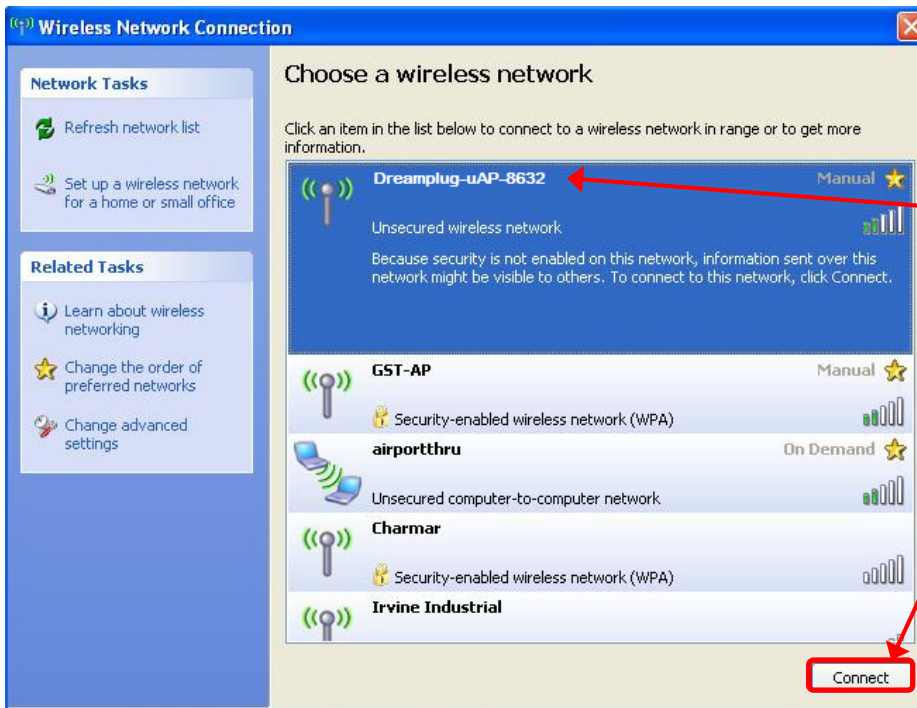 Wireless Network Connection
Network Tasks
Refresh network list
Set up a wireless network
for a home or small office
Related Tasks
Learn about wireless
networking
Change the order of
preferred networks
Change advanced
settings
Choose a wireless network
Click an item in the list below to connect to a wireless network in range or to get more
information.
Dreamplug-uAP-8632 Manual
Unsecured wireless network
Because security is not enabled on this network, information sent over this
network might be visible to others. To connect to this network, click Connect.
GST-AP Manual
Security-enabled wireless network (WPA)
airportthru On Demand
Unsecured computer-to-computer network
Charmar
Security-enabled wireless network (WPA)
Irvine Industrial
Connect